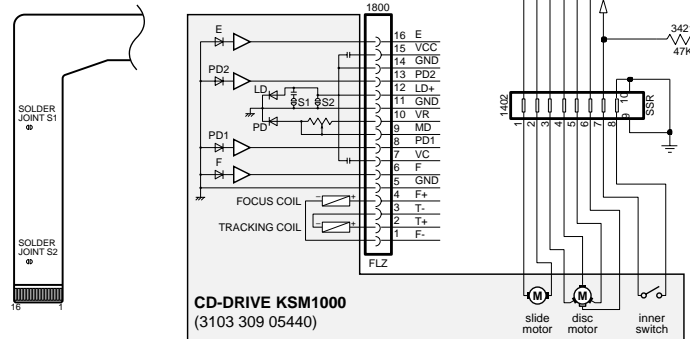 SOLDER
JOINT S1
SOLDER
JOINT S2
16 1
1800
E
PD2
LD
S1 S2
PD
PD1
F
FOCUS COIL
TRACKING COIL
- +
- +
16 E
15 VCC
14 GND
13 PD2
12 LD+
11 GND
10 VR
9 MD
8 PD1
7 VC
6 F
5 GND
4 F+
3 T-
2 T+
1 F-
FLZ
CD-DRIVE KSM1000
(3103 309 05440)
342
47K
1402
SSR
1 2 3 4 5 6 7 8 9 10
M
M
slide
motor
disc
motor
inner
switch